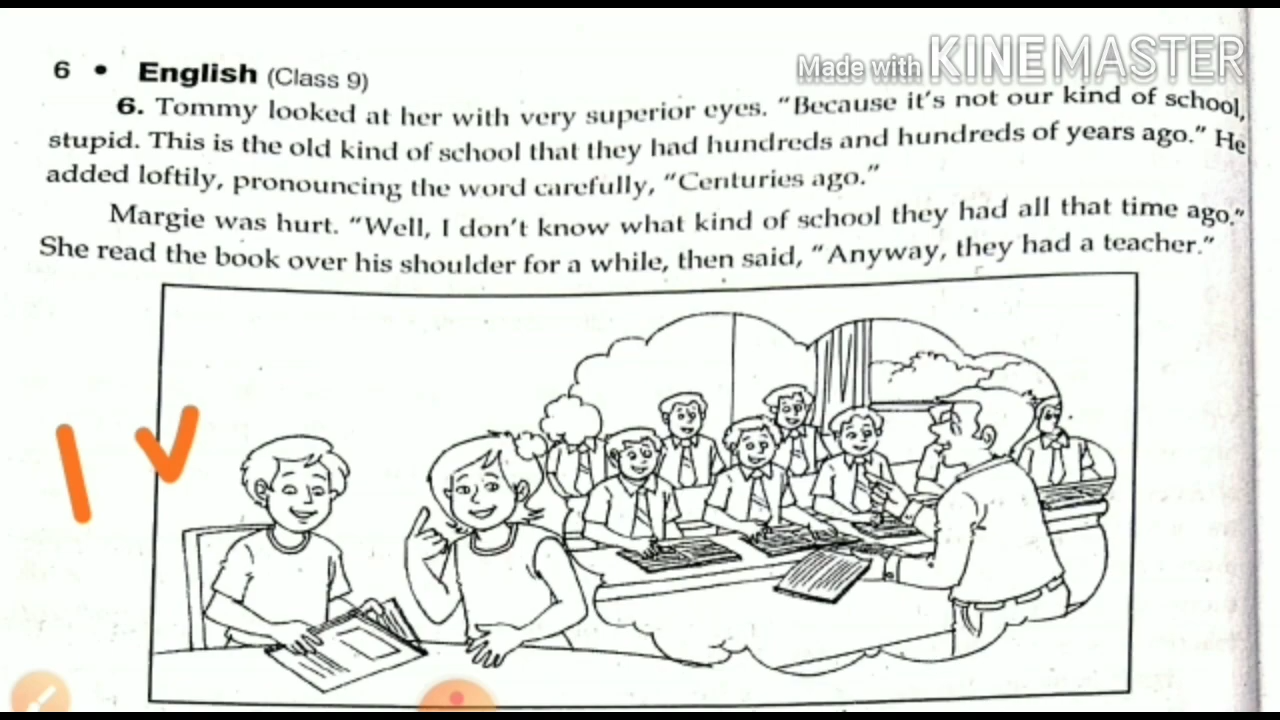 Made with KINEMASTER
6 • English (Class 9)
6. Tommy looked at her with very superior eyes. “Because it’s not our kind of school,
stupid. This is the old kind of school that they had hundreds and hundreds of years ago.” He
added loftily, pronouncing the word carefully, “Centuries ago.”
Margie was hurt. “Well, I don’t know what kind of school they had all that time ago.”
She read the book over his shoulder for a while, then said, “Anyway, they had a teacher.”